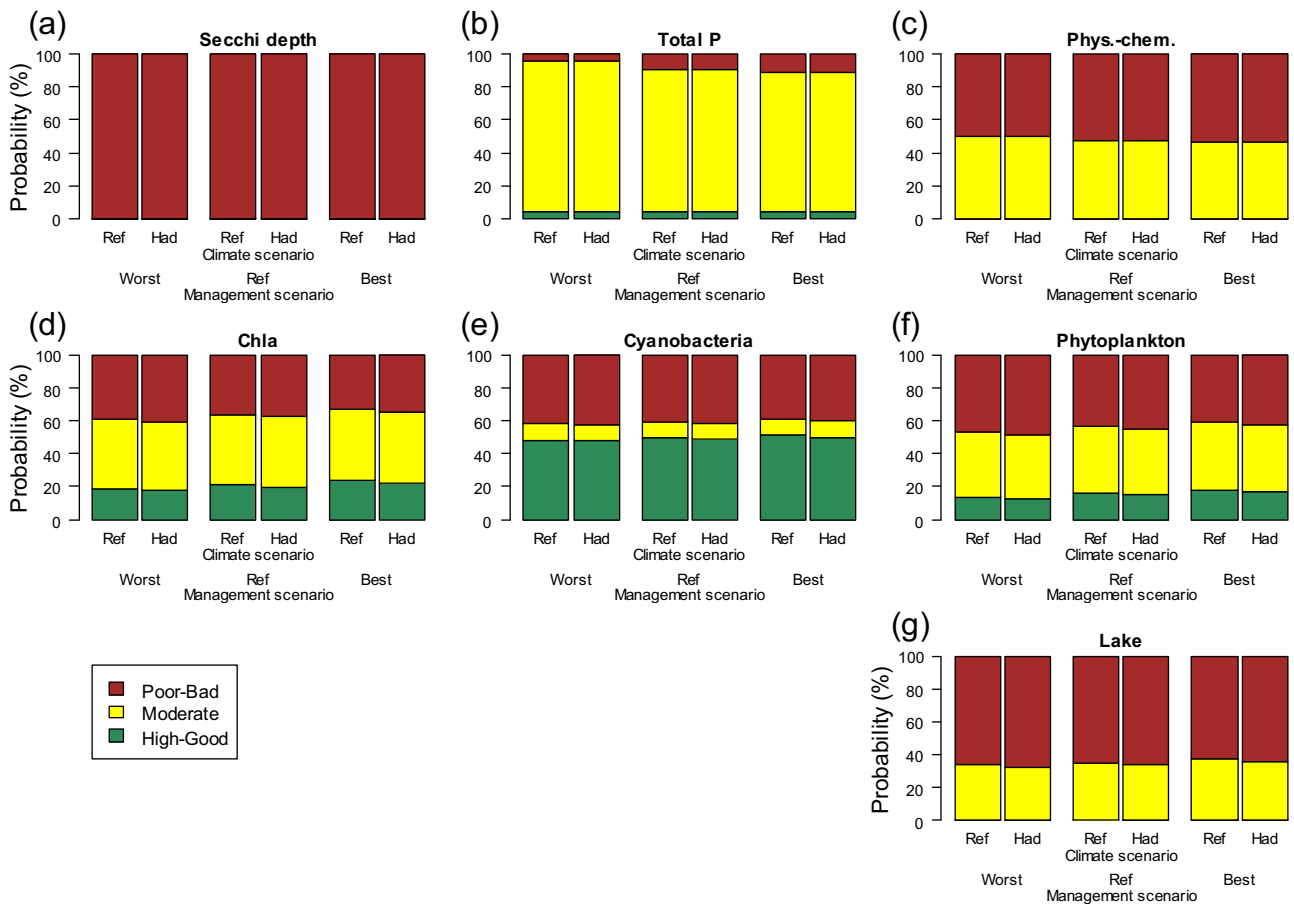 (a)
Secchi depth
Probability (%)
100
80
60
40
20
0
Ref Had Ref Had Ref Had
Climate scenario
Worst Ref Best
Management scenario
(b)
Total P
100
80
60
40
20
0
Ref Had Ref Had Ref Had
Climate scenario
Worst Ref Best
Management scenario
(c)
Phys.-chem.
100
80
60
40
20
0
Ref Had Ref Had Ref Had
Climate scenario
Worst Ref Best
Management scenario
(d)
Chla
Probability (%)
100
80
60
40
20
0
Ref Had Ref Had Ref Had
Climate scenario
Worst Ref Best
Management scenario
(e)
Cyanobacteria
100
80
60
40
20
0
Ref Had Ref Had Ref Had
Climate scenario
Worst Ref Best
Management scenario
(f)
Phytoplankton
100
80
60
40
20
0
Ref Had Ref Had Ref Had
Climate scenario
Worst Ref Best
Management scenario
Poor-Bad
Moderate
High-Good
(g)
Lake
Probability (%)
100
80
60
40
20
0
Ref Had Ref Had Ref Had
Climate scenario
Worst Ref Best
Management scenario